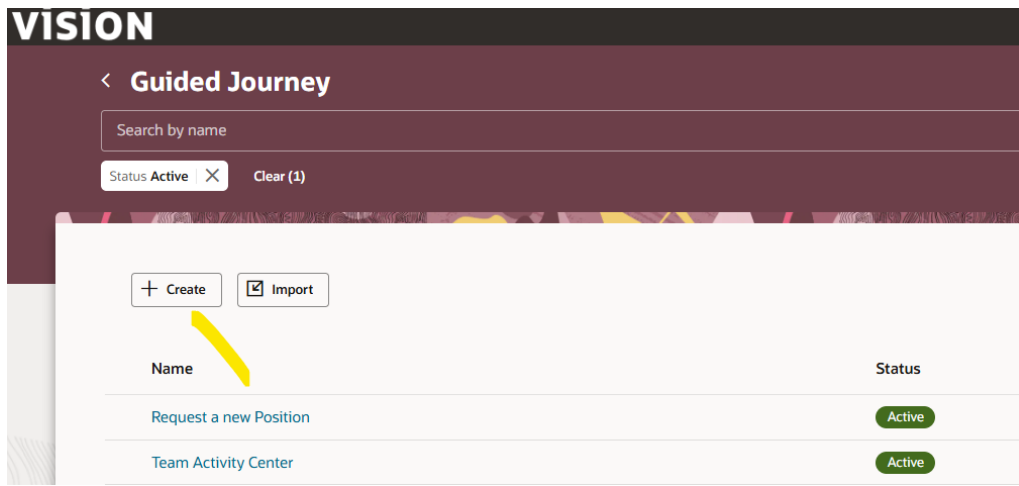 VISION
Guided Journey
Search by name
Status Active
Clear (1)
Create
Import
Name Status
Request a new Position Active
Team Activity Center Active